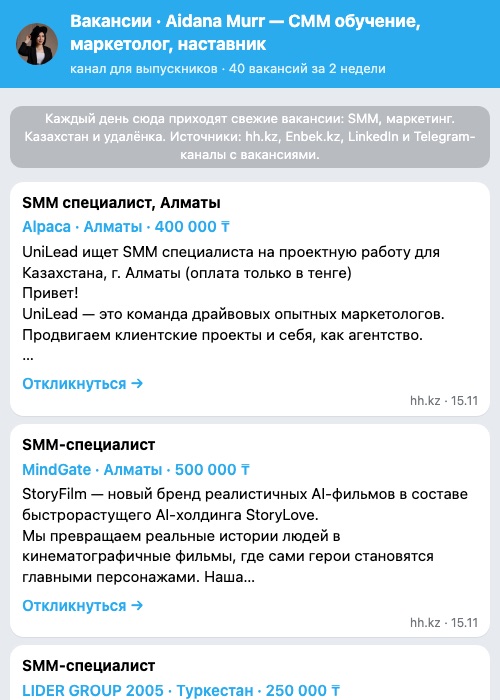 Вакансии · Aidana Murr — СММ обучение,
маркетолог, наставник
канал для выпускников · 40 вакансий за 2 недели
Каждый день сюда приходят свежие вакансии: SMM, маркетинг.
Казахстан и удалёнка. Источники: hh.kz, Enbek.kz, LinkedIn и Telegram-
каналы с вакансиями.
SMM специалист, Алматы
Alpaca · Алматы · 400 000 ₸
UniLead ищет SMM специалиста на проектную работу для
Казахстана, г. Алматы (оплата только в тенге)
Привет!
UniLead — это команда драйвовых опытных маркетологов.
Продвигаем клиентские проекты и себя, как агентство.
...
Откликнуться →
hh.kz · 15.11
SMM-специалист
MindGate · Алматы · 500 000 ₸
StoryFilm — новый бренд реалистичных AI-фильмов в составе
быстрорастущего AI-холдинга StoryLove.
Мы превращаем реальные истории людей в
кинематографичные фильмы, где сами герои становятся
главными персонажами. Наша...
Откликнуться →
hh.kz · 15.11
SMM-специалист
LIDER GROUP 2005 · Туркестан · 250 000 ₸